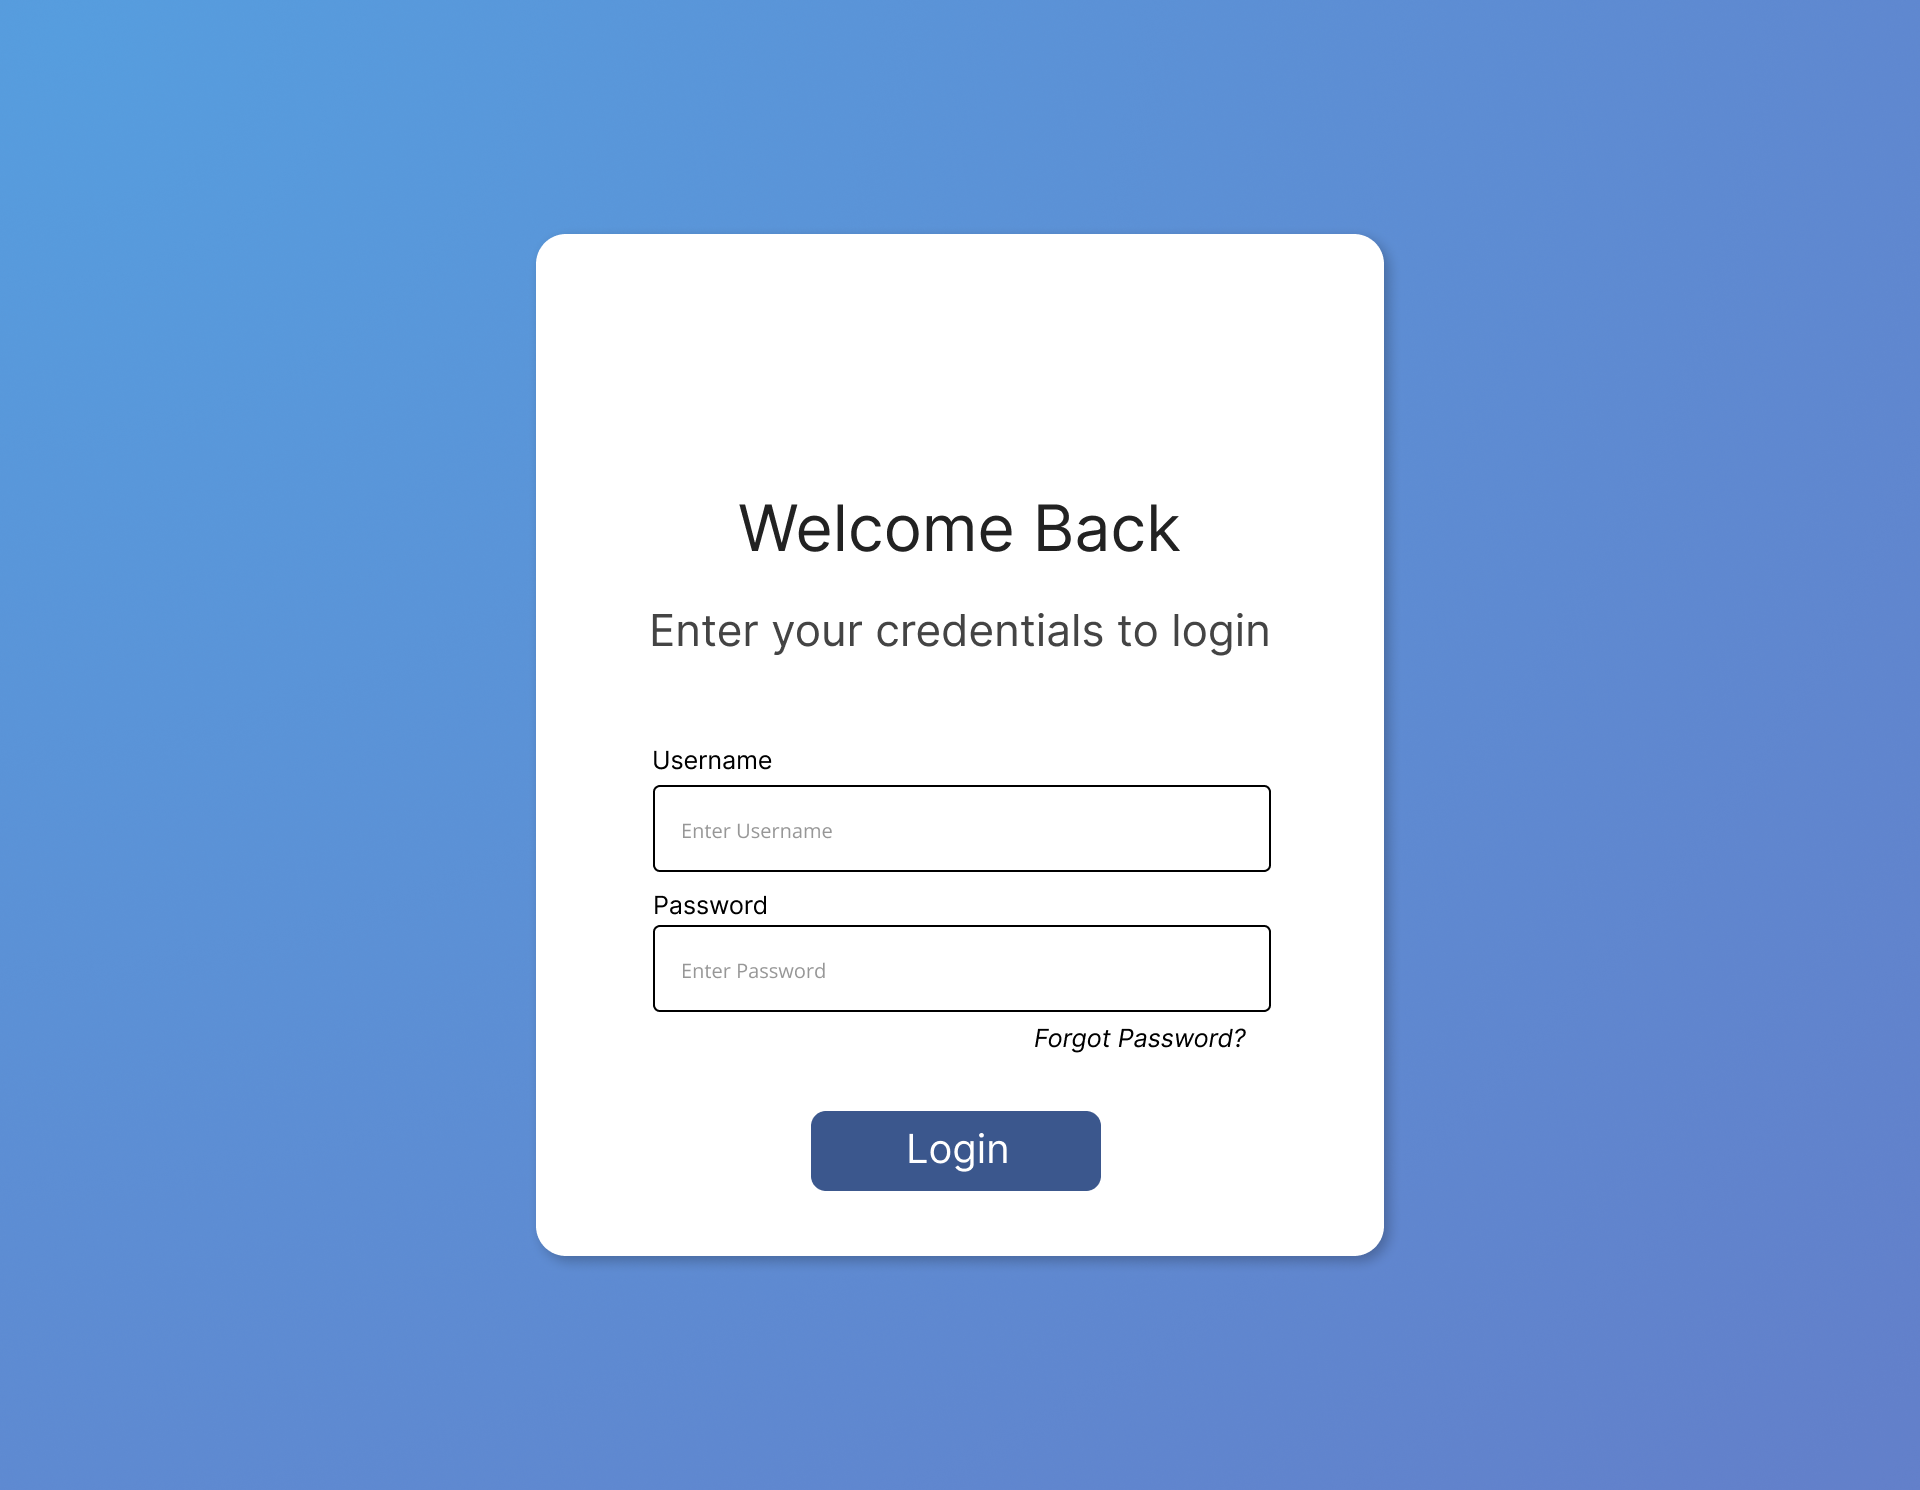 Welcome Back
Enter your credentials to login
Username
Enter Username
Password
Enter Password
Forgot Password?
Login